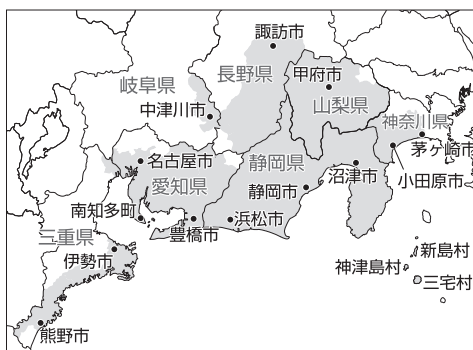 諏訪市
岐阜県
長野県
甲府市
山梨県
中津川市
神奈川県
茅ヶ崎市
名古屋市
静岡県
沼津市
小田原市
愛知県
静岡市
南知多町
豊橋市
浜松市
三重県
伊勢市
新島村
神津島村
三宅村
熊野市